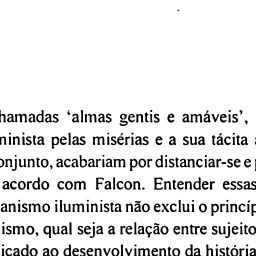 hamadas ‘almas gentis e amáveis’,
minista pelas misérias e a sua tácita
onjunto, acabariam por distanciar-se e
acordo com Falcon. Entender essas
anismo iluminista não exclui o princíp
ismo, qual seja a relação entre sujeito
icado ao desenvolvimento da história